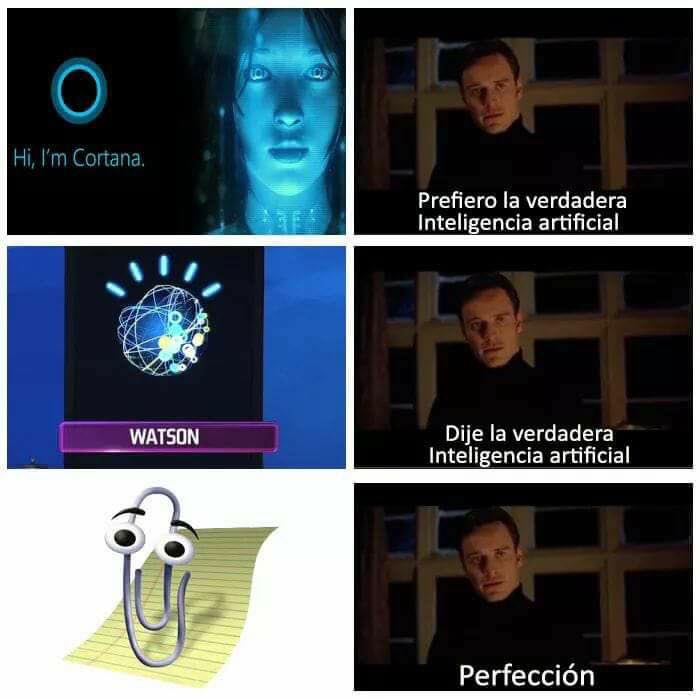 Hi, I'm Cortana.
Prefiero la verdadera
Inteligencia artificial
WATSON
Dije la verdadera
Inteligencia artificial
Perfección